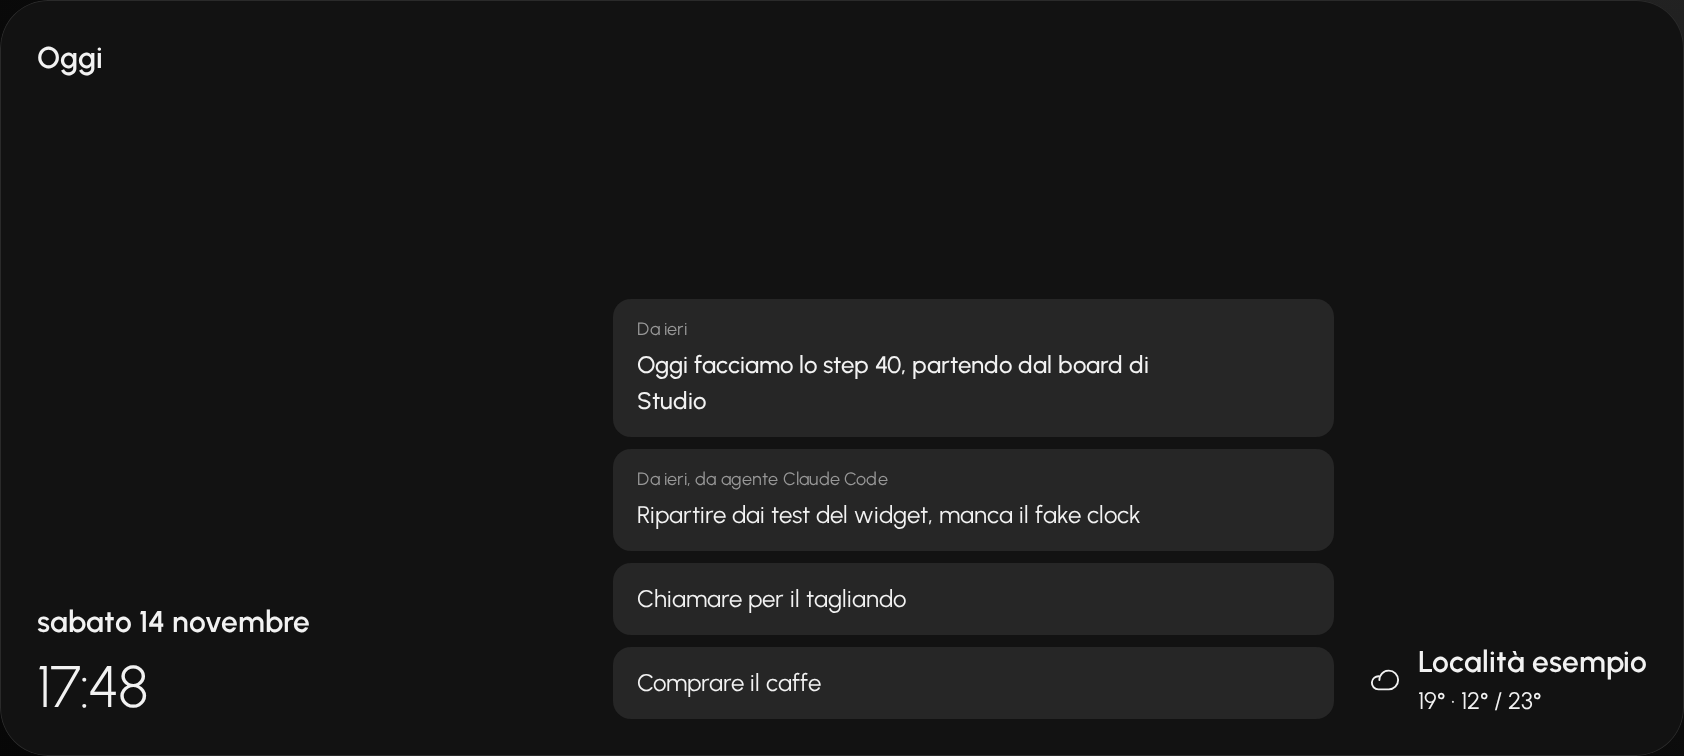 Oggi
Da ieri
Oggi facciamo lo step 40, partendo dal board di
Studio
Da ieri, da agente Claude Code
Ripartire dai test del widget, manca il fake clock
Chiamare per il tagliando
Comprare il caffe
sabato 14 novembre
17:48
Località esempio
19° · 12° / 23°